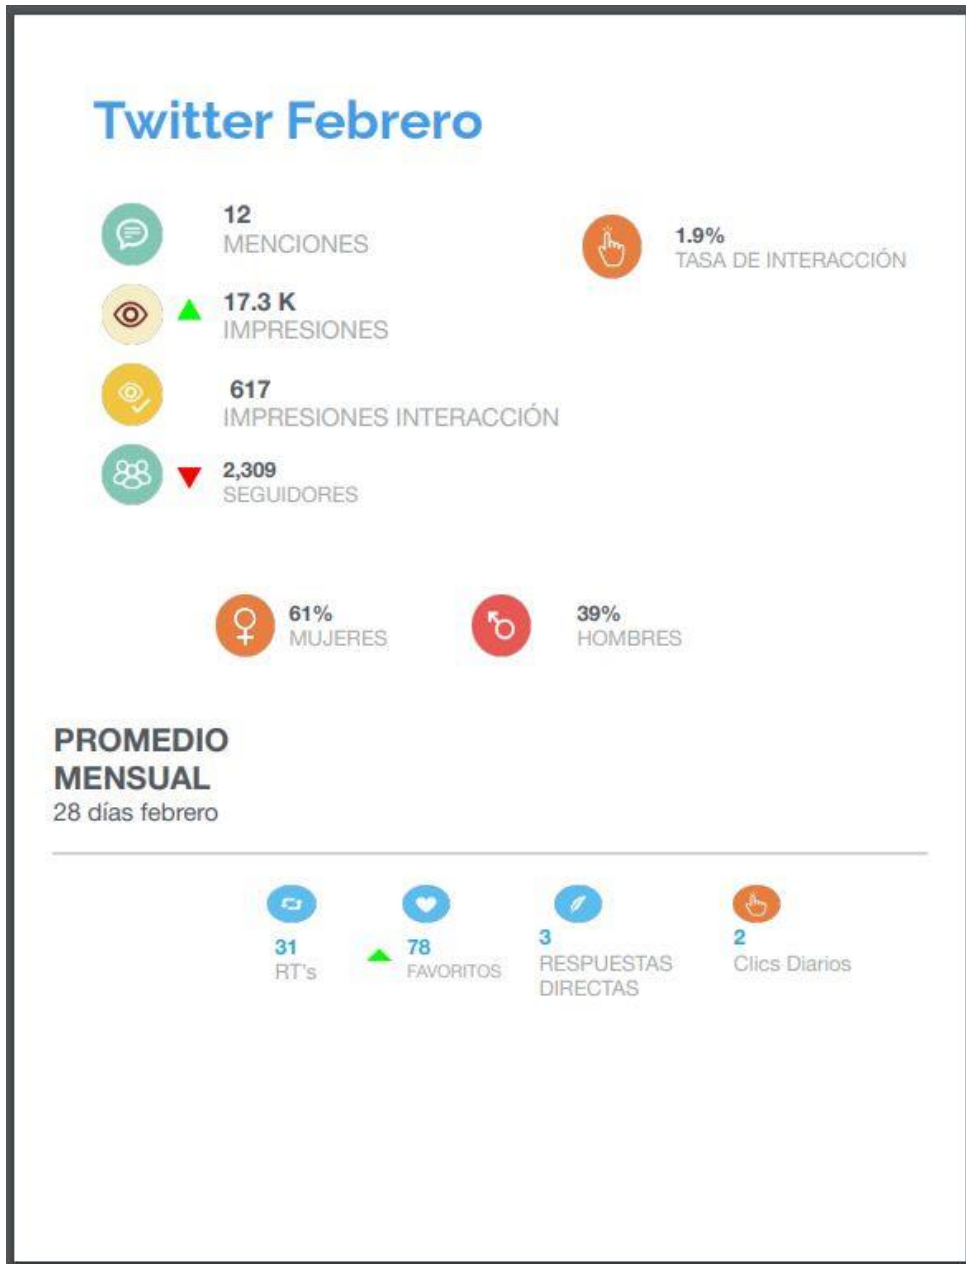 Twitter Febrero
12
MENCIONES
1.9%
TASA DE INTERACCIÓN
17.3 K
IMPRESIONES
617
IMPRESIONES INTERACCIÓN
2,309
SEGUIDORES
61%
MUJERES
39%
HOMBRES
PROMEDIO
MENSUAL
28 días febrero
31
RT's
78
FAVORITOS
3
RESPUESTAS
DIRECTAS
2
Clics Diarios